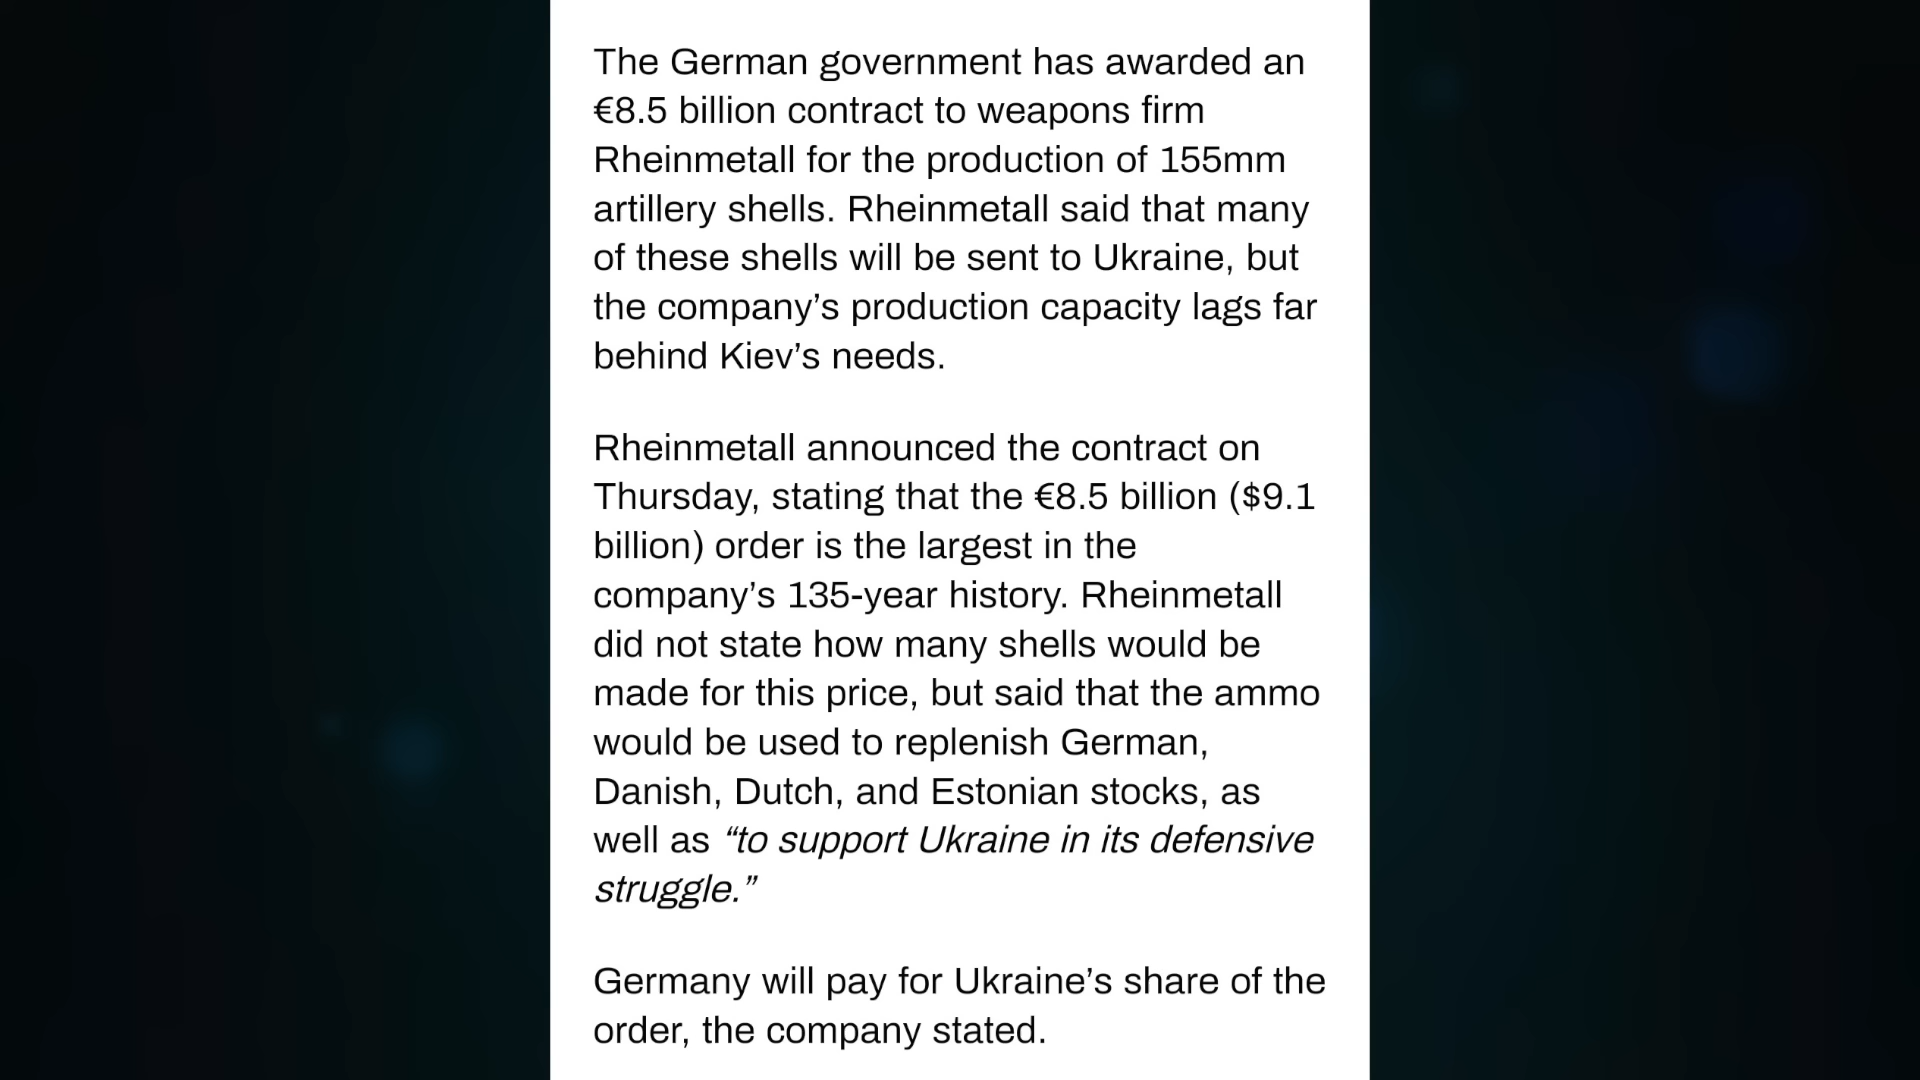 The German government has awarded an
€8.5 billion contract to weapons firm
Rheinmetall for the production of 155mm
artillery shells. Rheinmetall said that many
of these shells will be sent to Ukraine, but
the company’s production capacity lags far
behind Kiev’s needs.
Rheinmetall announced the contract on
Thursday, stating that the €8.5 billion ($9.1
billion) order is the largest in the
company’s 135-year history. Rheinmetall
did not state how many shells would be
made for this price, but said that the ammo
would be used to replenish German,
Danish, Dutch, and Estonian stocks, as
well as “to support Ukraine in its defensive
struggle.”
Germany will pay for Ukraine’s share of the
order, the company stated.